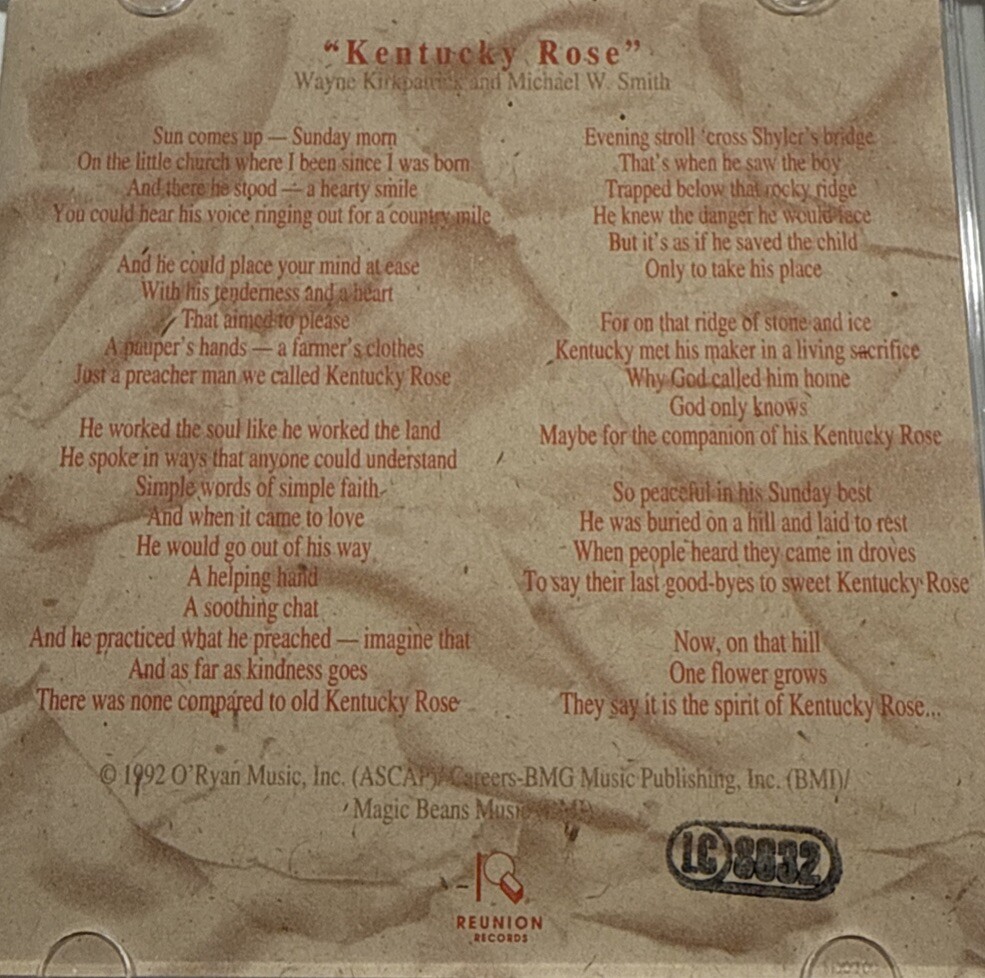 “Kentucky Rose”
Wayne Kirkpatrick and Michael W. Smith
Sun comes up — Sunday morn
On the little church where I been since I was born
And there he stood — a hearty smile
You could hear his voice ringing out for a country mile
And he could place your mind at ease
With his tenderness and a heart
That aimed to please
A pauper's hands — a farmer's clothes
Just a preacher man we called Kentucky Rose
He worked the soul like he worked the land
He spoke in ways that anyone could understand
Simple words of simple faith
And when it came to love
He would go out of his way
A helping hand
A soothing chat
And he practiced what he preached — imagine that
And as far as kindness goes
There was none compared to old Kentucky Rose
Evening stroll 'cross Shyler's bridge
That's when he saw the boy
Trapped below that rocky ridge
He knew the danger he would face
But it's as if he saved the child
Only to take his place
For on that ridge of stone and ice
Kentucky met his maker in a living sacrifice
Why God called him home
God only knows
Maybe for the companion of his Kentucky Rose
So peaceful in his Sunday best
He was buried on a hill and laid to rest
When people heard they came in droves
To say their last good-byes to sweet Kentucky Rose
Now, on that hill
One flower grows
They say it is the spirit of Kentucky Rose...
© 1992 O'Ryan Music, Inc. (ASCAP)/ Careers-BMG Music Publishing, Inc. (BMI)/
Magic Beans Music (BMI)
LC 8832
REUNION
RECORDS